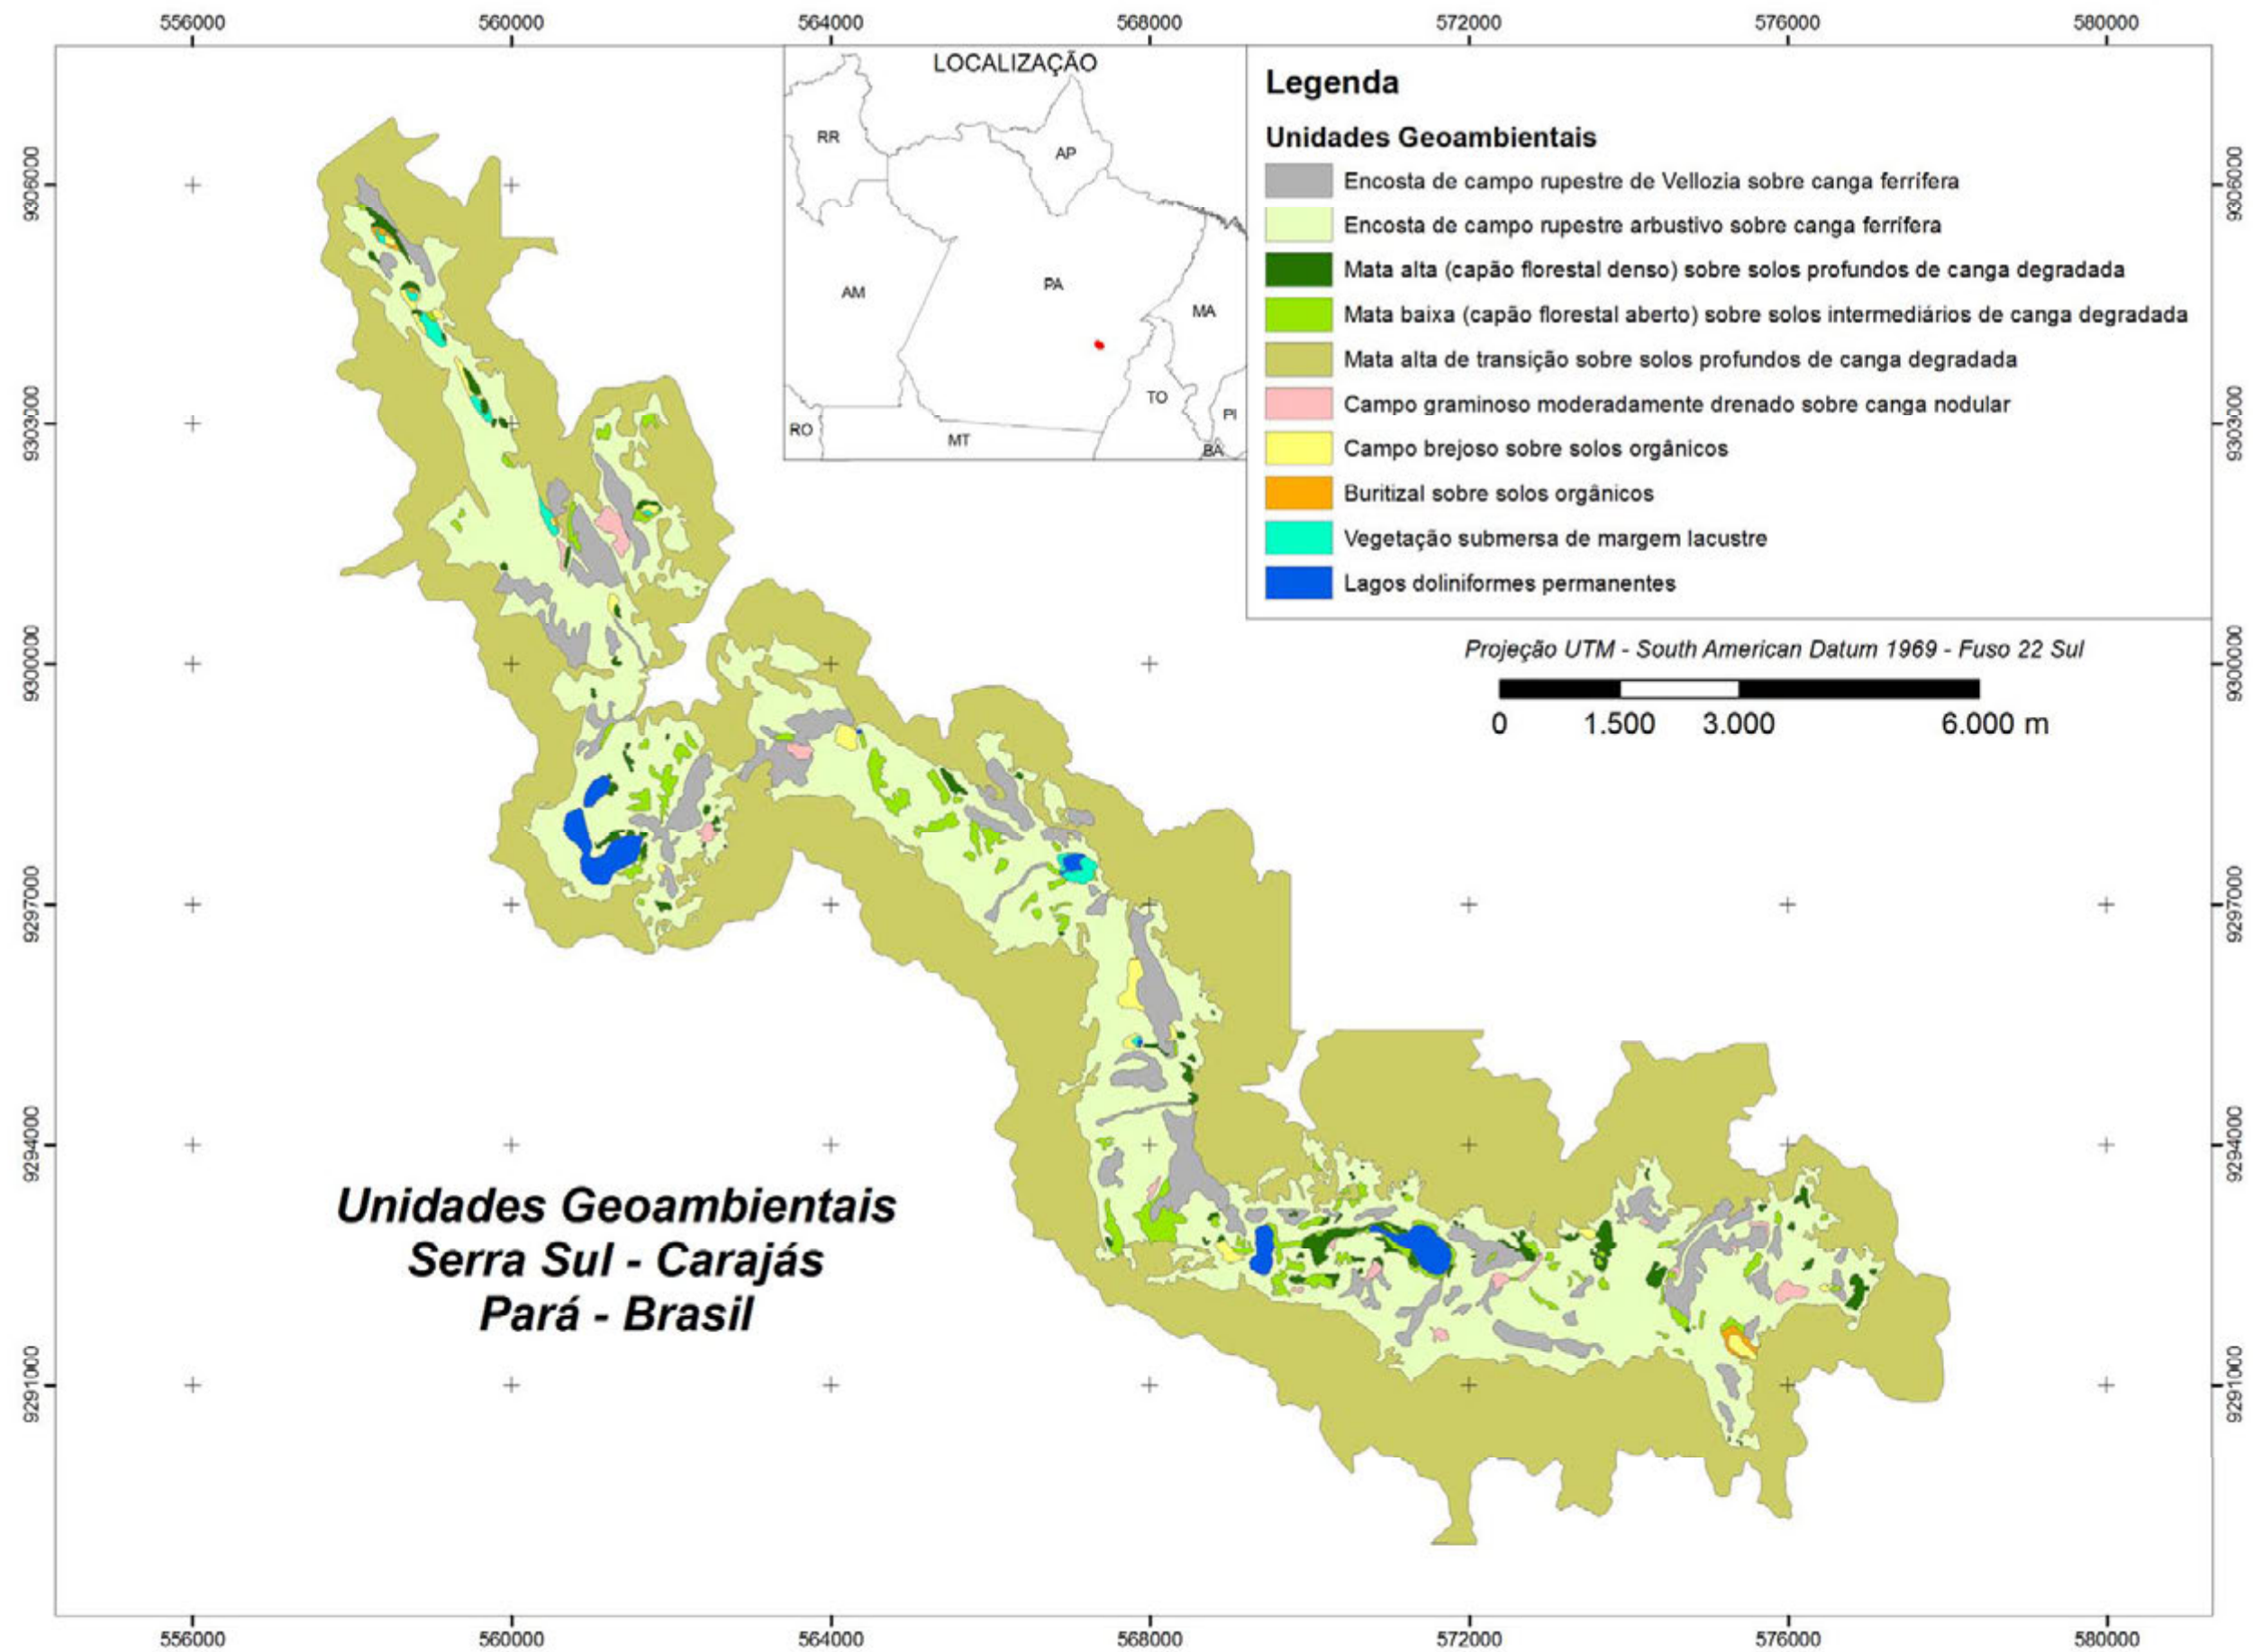 556000 560000 564000 568000 572000 576000 580000
LOCALIZAÇÃO
RR
AP
AM
PA
MA
TO
PI
RO
MT
BA
Legenda
Unidades Geoambientais
Encosta de campo rupestre de Vellozia sobre canga ferrífera
Encosta de campo rupestre arbustivo sobre canga ferrífera
Mata alta (capão florestal denso) sobre solos profundos de canga degradada
Mata baixa (capão florestal aberto) sobre solos intermediários de canga degradada
Mata alta de transição sobre solos profundos de canga degradada
Campo graminoso moderadamente drenado sobre canga nodular
Campo brejoso sobre solos orgânicos
Buritizal sobre solos orgânicos
Vegetação submersa de margem lacustre
Lagos doliniformes permanentes
Projeção UTM - South American Datum 1969 - Fuso 22 Sul
0 1.500 3.000 6.000 m
9306000 9306000
9303000 9303000
9300000 9300000
9297000 9297000
9294000 9294000
9291000 9291000
Unidades Geoambientais
Serra Sul - Carajás
Pará - Brasil
556000 560000 564000 568000 572000 576000 580000